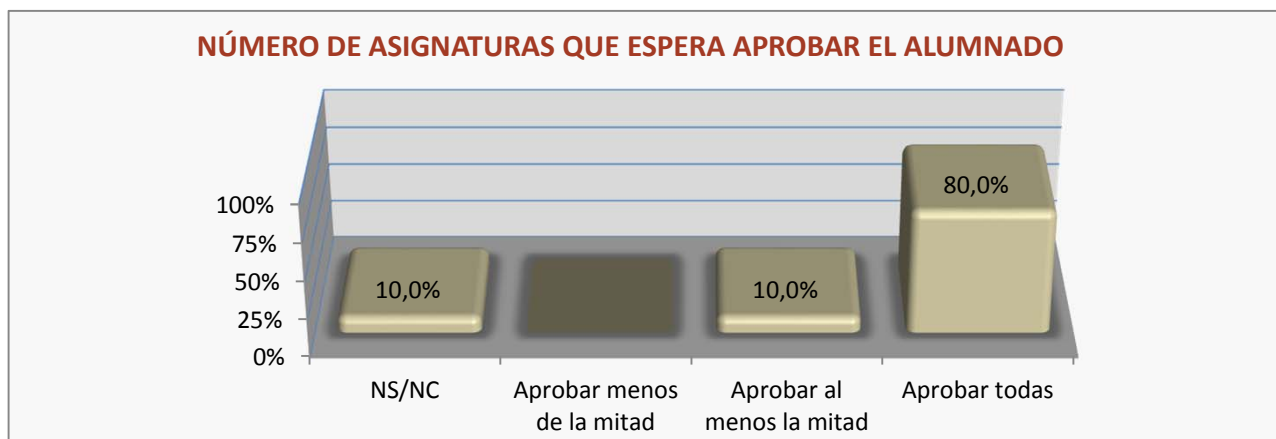 NÚMERO DE ASIGNATURAS QUE ESPERA APROBAR EL ALUMNADO
80,0%
100%
75%
50%
25%
0%
10,0%
10,0%
NS/NC
Aprobar menos
de la mitad
Aprobar al
menos la mitad
Aprobar todas